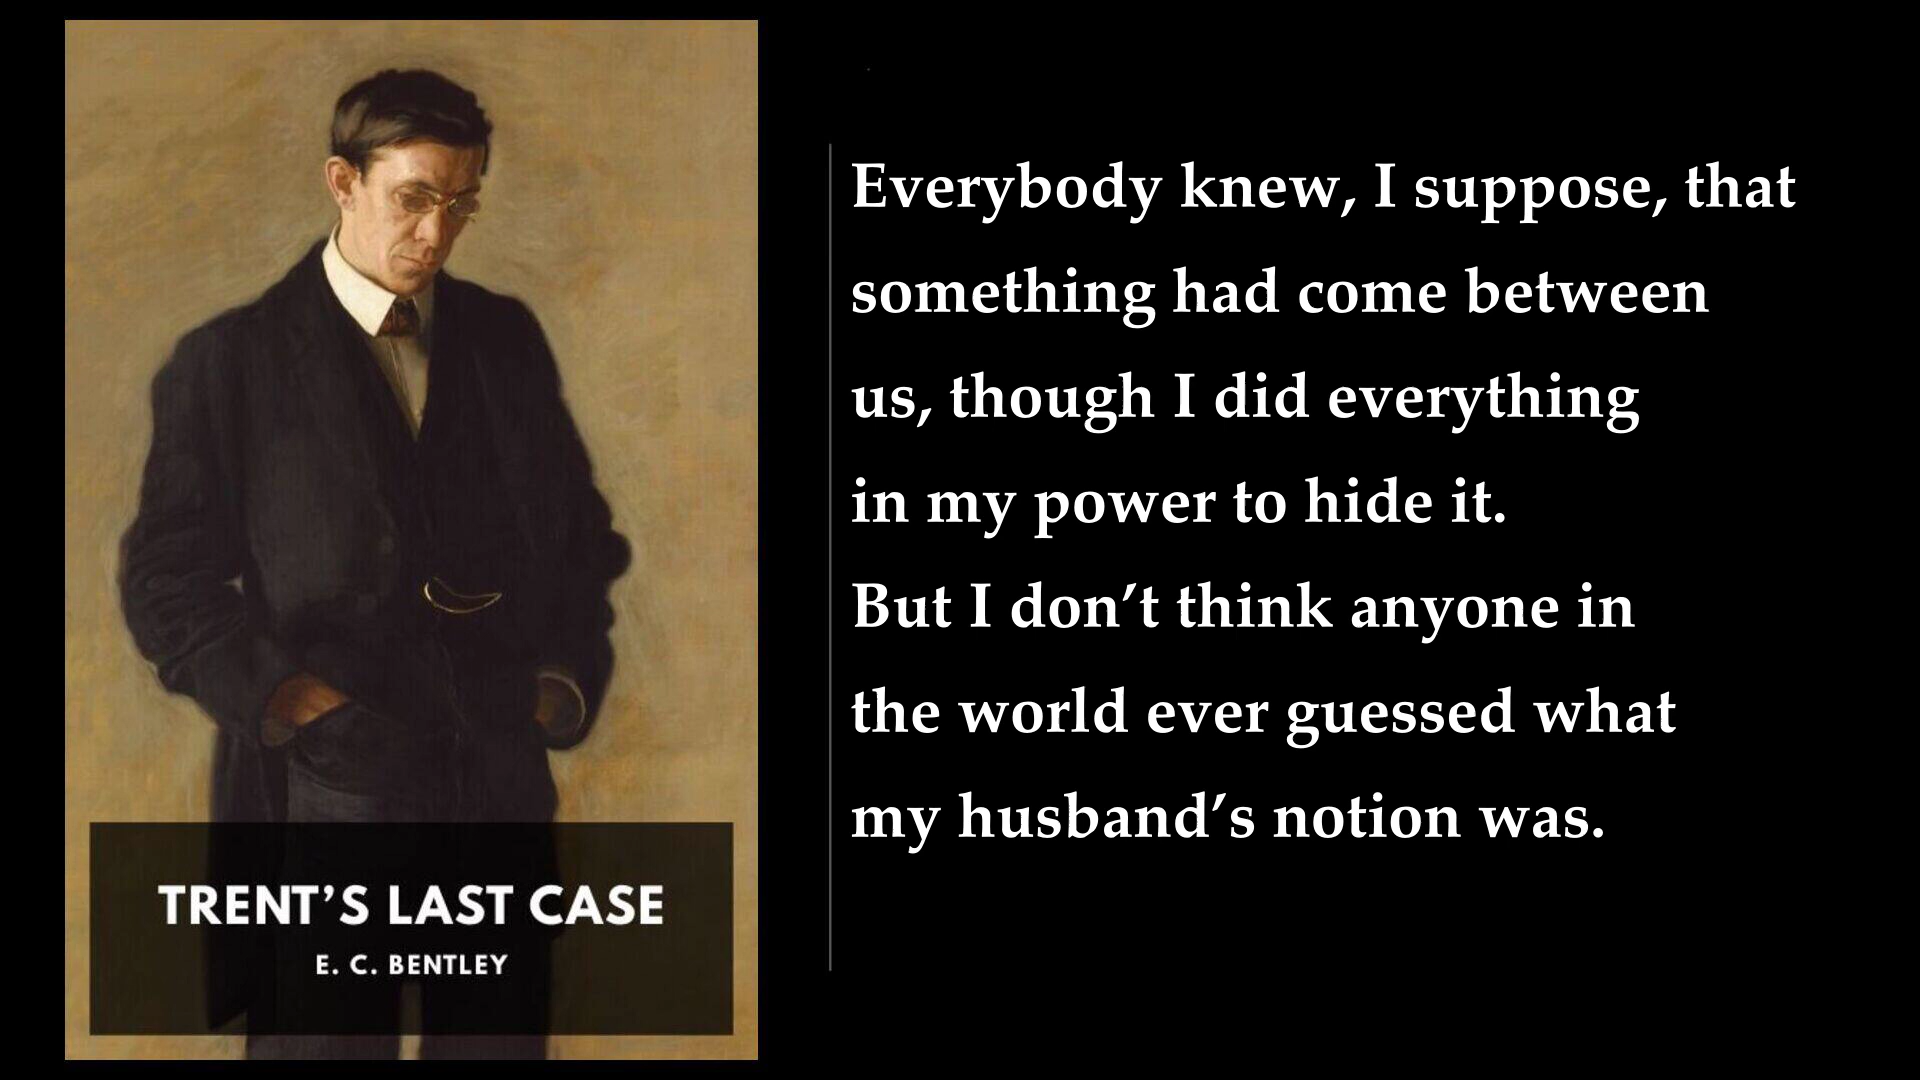 TRENT’S LAST CASE
E. C. BENTLEY
Everybody knew, I suppose, that
something had come between
us, though I did everything
in my power to hide it.
But I don’t think anyone in
the world ever guessed what
my husband’s notion was.